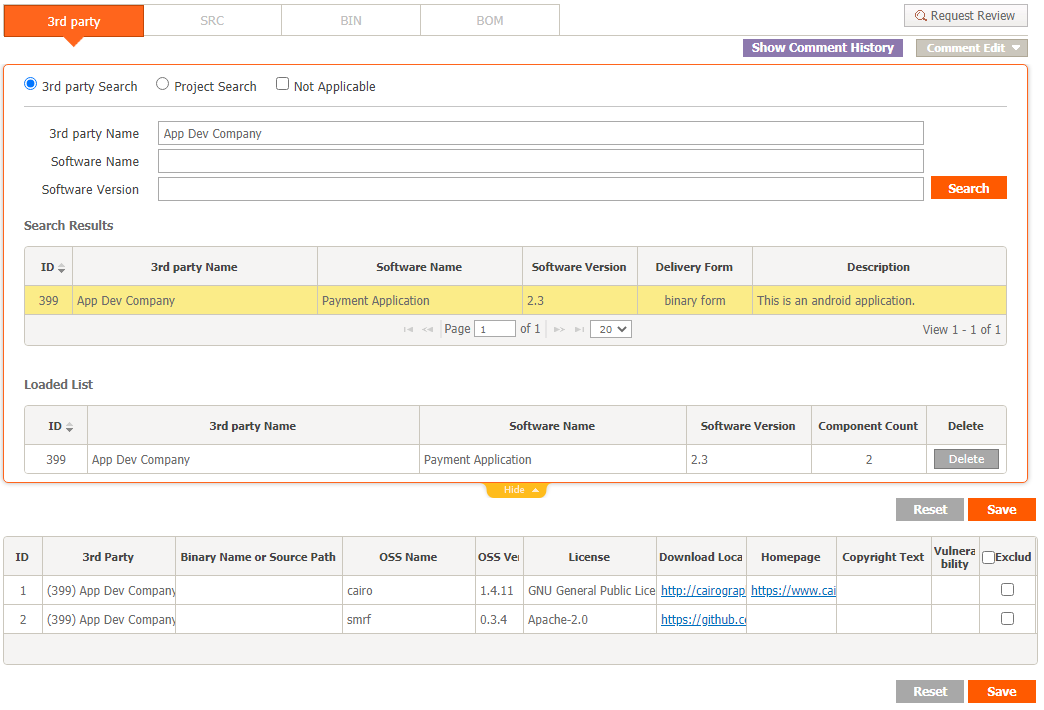 3rd party SRC BIN BOM Request Review
Show Comment History Comment Edit
3rd party Search Project Search Not Applicable
3rd party Name App Dev Company
Software Name
Software Version Search
Search Results
ID 3rd party Name Software Name Software Version Delivery Form Description
399 App Dev Company Payment Application 2.3 binary form This is an android application.
Page 1 of 1 20 View 1 - 1 of 1
Loaded List
ID 3rd party Name Software Name Software Version Component Count Delete
399 App Dev Company Payment Application 2.3 2 Delete
Hide
Reset Save
ID 3rd Party Binary Name or Source Path OSS Name OSS Ver License Download Loca Homepage Copyright Text Vulnera
bility Exclud
1 (399) App Dev Company cairo 1.4.11 GNU General Public Lice http://cairograp https://www.cai
2 (399) App Dev Company smrf 0.3.4 Apache-2.0 https://github.co
Reset Save